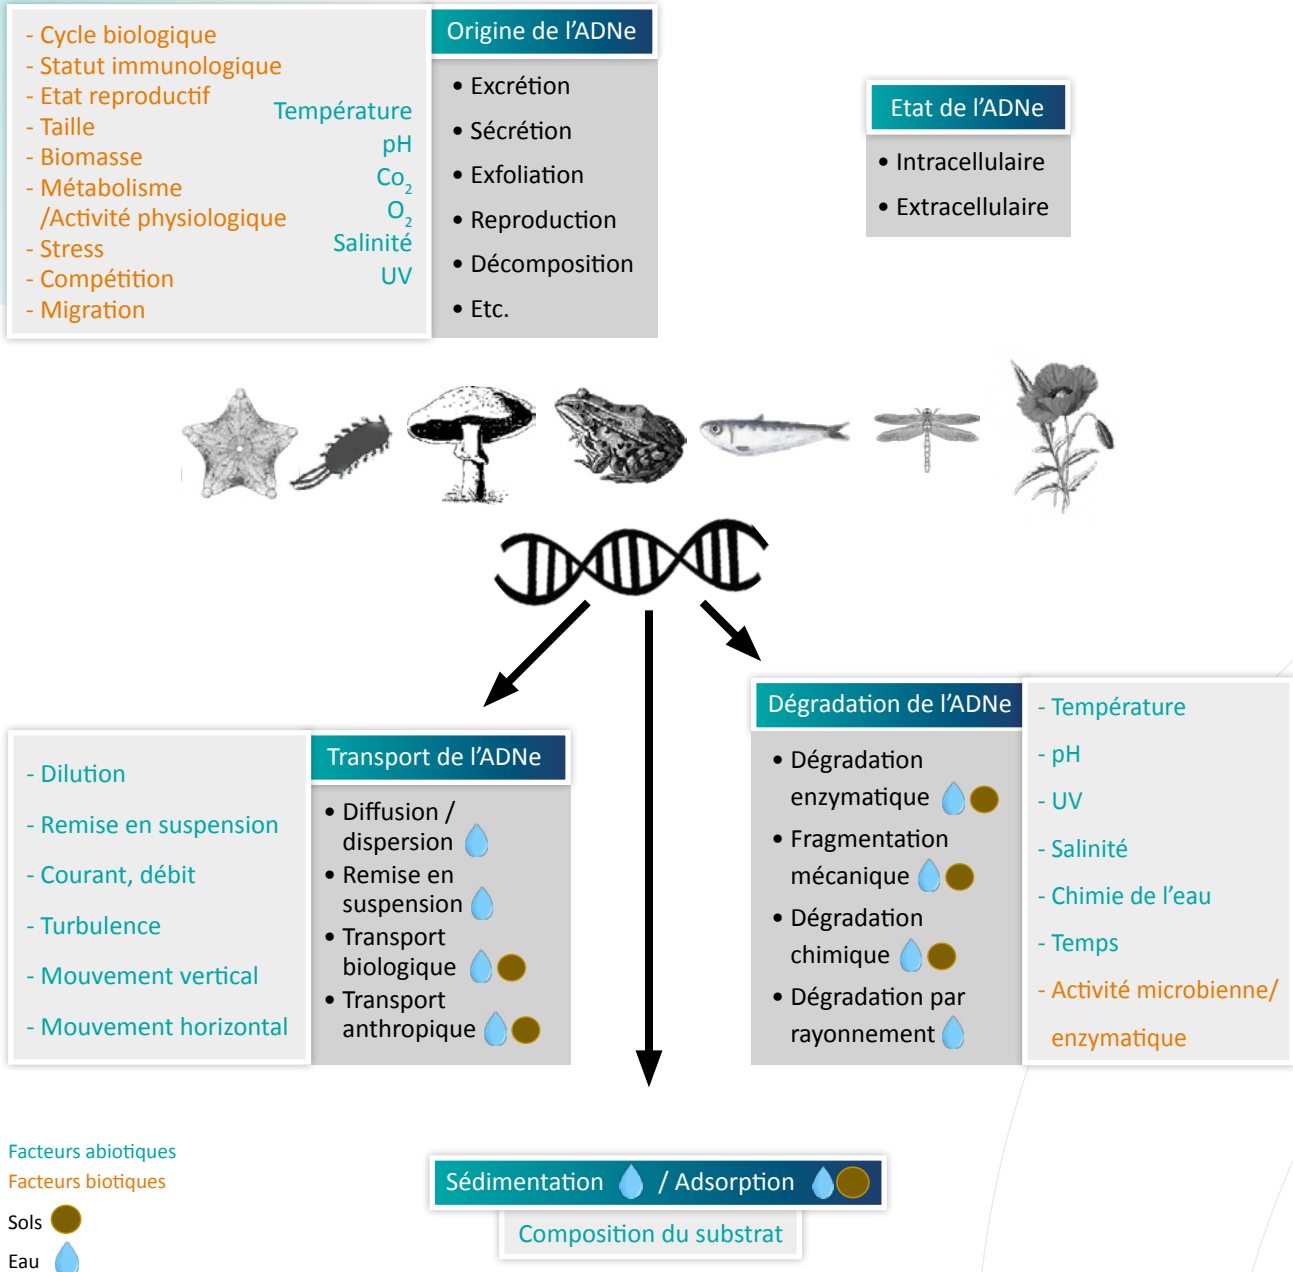 - Cycle biologique
- Statut immunologique
- Etat reproductif
- Taille
- Biomasse
- Métabolisme
/Activité physiologique
- Stress
- Compétition
- Migration
Température
pH
Co₂
O₂
Salinité
UV
Origine de l’ADNe
• Excrétion
• Sécrétion
• Exfoliation
• Reproduction
• Décomposition
• Etc.
Etat de l’ADNe
• Intracellulaire
• Extracellulaire
- Dilution
- Remise en suspension
- Courant, débit
- Turbulence
- Mouvement vertical
- Mouvement horizontal
Transport de l’ADNe
• Diffusion /
dispersion
• Remise en
suspension
• Transport
biologique
• Transport
anthropique
Dégradation de l’ADNe
• Dégradation
enzymatique
• Fragmentation
mécanique
• Dégradation
chimique
• Dégradation par
rayonnement
- Température
- pH
- UV
- Salinité
- Chimie de l’eau
- Temps
- Activité microbienne/
enzymatique
Facteurs abiotiques
Facteurs biotiques
Sols
Eau
Sédimentation / Adsorption
Composition du substrat